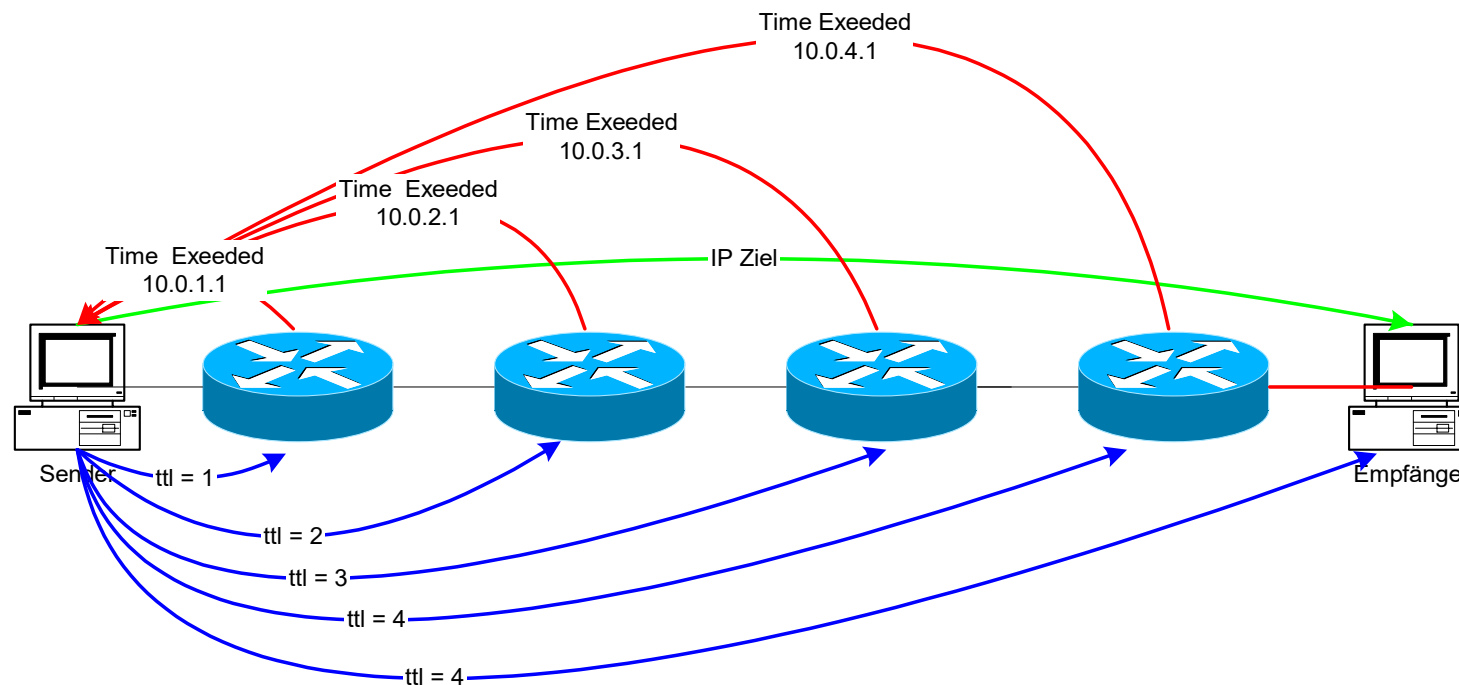 Time Exeeded
10.0.4.1
Time Exeeded
10.0.3.1
Time  Exeeded
10.0.2.1
Time  Exeeded
10.0.1.1
IP Ziel
Sender
Empfänge
ttl = 1
ttl = 2
ttl = 3
ttl = 4
ttl = 4